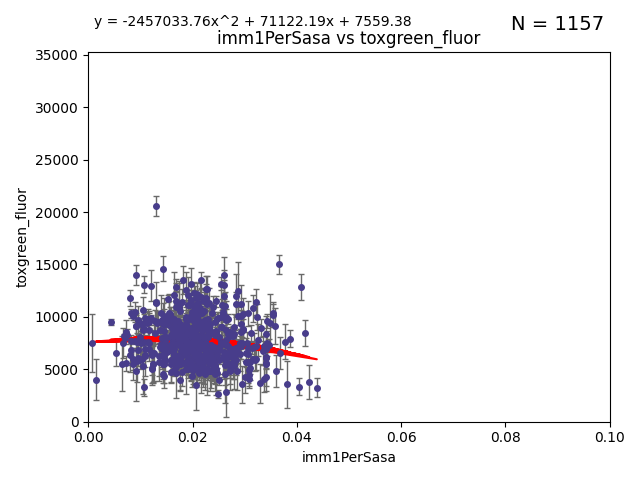 y = -2457033.76x^2 + 71122.19x + 7559.38
N = 1157
imm1PerSasa vs toxgreen_fluor
35000
30000
25000
20000
15000
10000
5000
0
toxgreen_fluor
0.00
0.02
0.04
0.06
0.08
0.10
imm1PerSasa